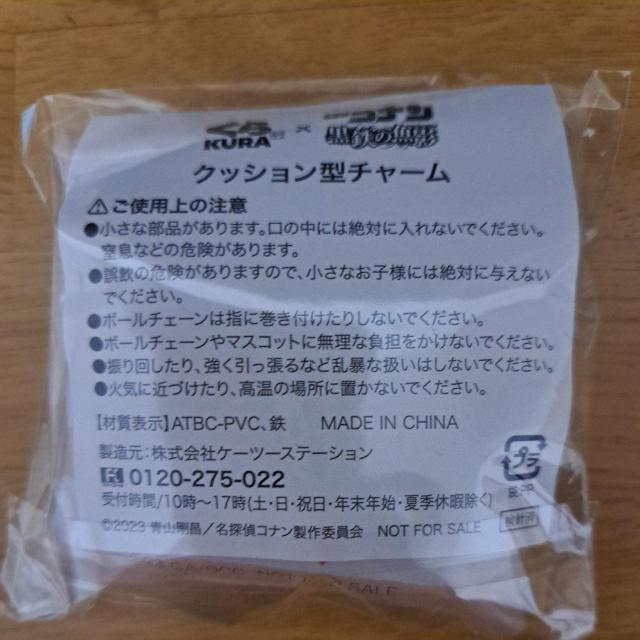 くら KURA × 名探偵コナン 黒鉄の魚影
クッション型チャーム
⚠ご使用上の注意
●小さな部品があります。口の中には絶対に入れないでください。
窒息などの危険があります。
●誤飲の危険がありますので、小さなお子様には絶対に与えない
でください。
●ボールチェーンは指に巻き付けたりしないでください。
●ボールチェーンやマスコットに無理な負担をかけないでください。
●振り回したり、強く引っ張るなど乱暴な扱いはしないでください。
●火気に近づけたり、高温の場所に置かないでください。
【材質表示】ATBC-PVC、鉄 MADE IN CHINA
製造元:株式会社ケーツーステーション
0120-275-022
プラ
受付時間/10時〜17時(土・日・祝日・年末年始・夏季休暇除く)
©2023 青山剛昌/名探偵コナン製作委員会 NOT FOR SALE